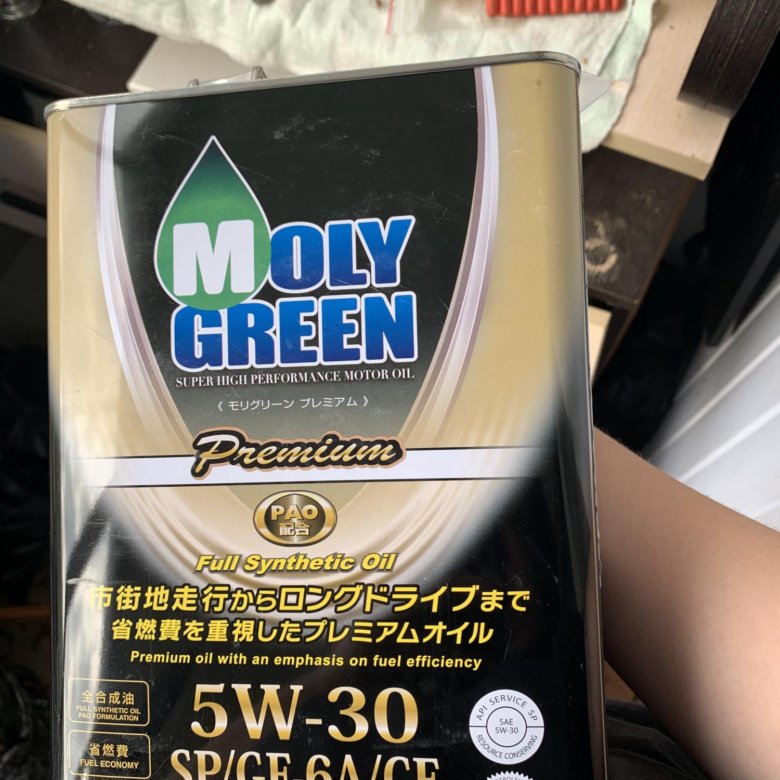 MOLY
GREEN
SUPER HIGH PERFORMANCE MOTOR OIL
《 モリグリーン プレミアム 》
Premium
PAO
配合
Full Synthetic Oil
市街地走行からロングドライブまで
省燃費を重視したプレミアムオイル
Premium oil with an emphasis on fuel efficiency
全合成油
FULL SYNTHETIC OIL
PAO FORMULATION
省燃費
FUEL ECONOMY
5W-30
SP/GF-6A/CF
API SERVICE SP
SAE
5W-30
RESOURCE CONSERVING